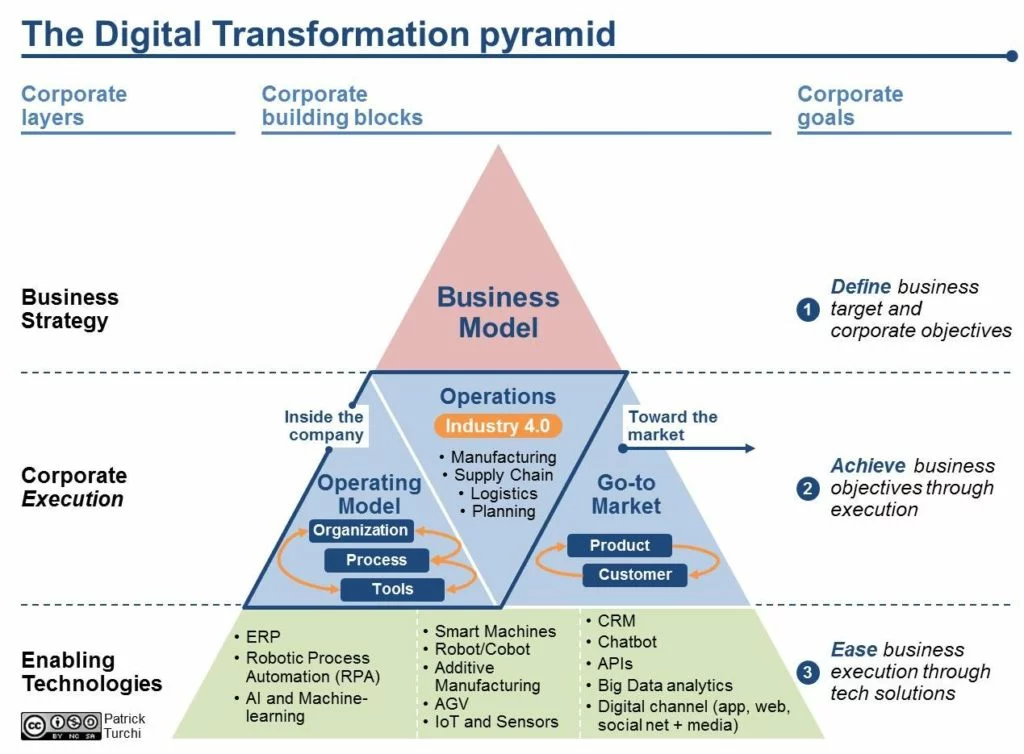 The Digital Transformation pyramid
Corporate
layers
Corporate
building blocks
Corporate
goals
Business
Strategy
Business
Model
1
Define business
target and
corporate objectives
Corporate
Execution
Inside the
company
Operating
Model
Organization
Process
Tools
Operations
Industry 4.0
• Manufacturing
• Supply Chain
• Logistics
• Planning
Toward the
market
Go-to
Market
Product
Customer
2
Achieve business
objectives through
execution
Enabling
Technologies
• ERP
• Robotic Process
Automation (RPA)
• AI and Machine-
learning
• Smart Machines
• Robot/Cobot
• Additive
Manufacturing
• AGV
• IoT and Sensors
• CRM
• Chatbot
• APIs
• Big Data analytics
• Digital channel (app, web,
social net + media)
3
Ease business
execution through
tech solutions
cc
BY NC SA
Patrick
Turchi